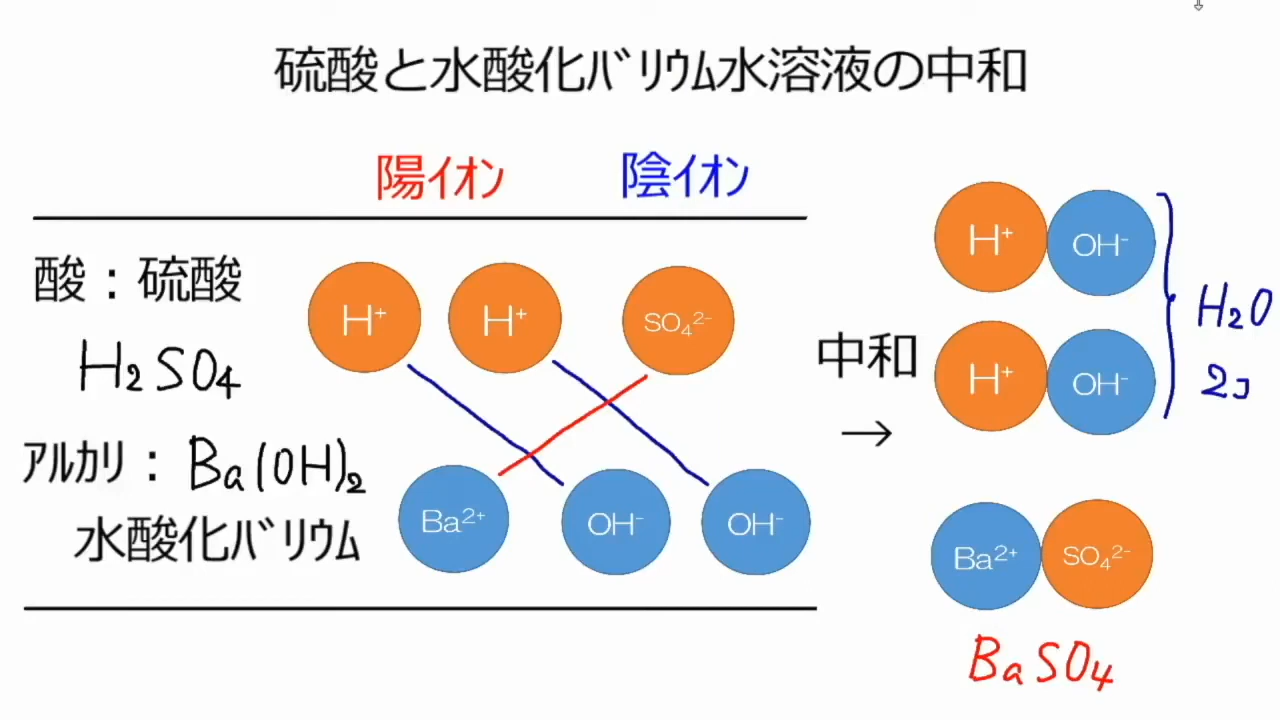 硫酸と水酸化ﾊﾞﾘｳﾑ水溶液の中和
陽ｲｵﾝ 陰ｲｵﾝ
酸：硫酸
H₂SO₄
H⁺ H⁺ SO₄²⁻
ｱﾙｶﾘ：Ba(OH)₂
水酸化ﾊﾞﾘｳﾑ
Ba²⁺ OH⁻ OH⁻
中和
→
H⁺ OH⁻
H⁺ OH⁻
H₂O
2コ
Ba²⁺ SO₄²⁻
BaSO₄